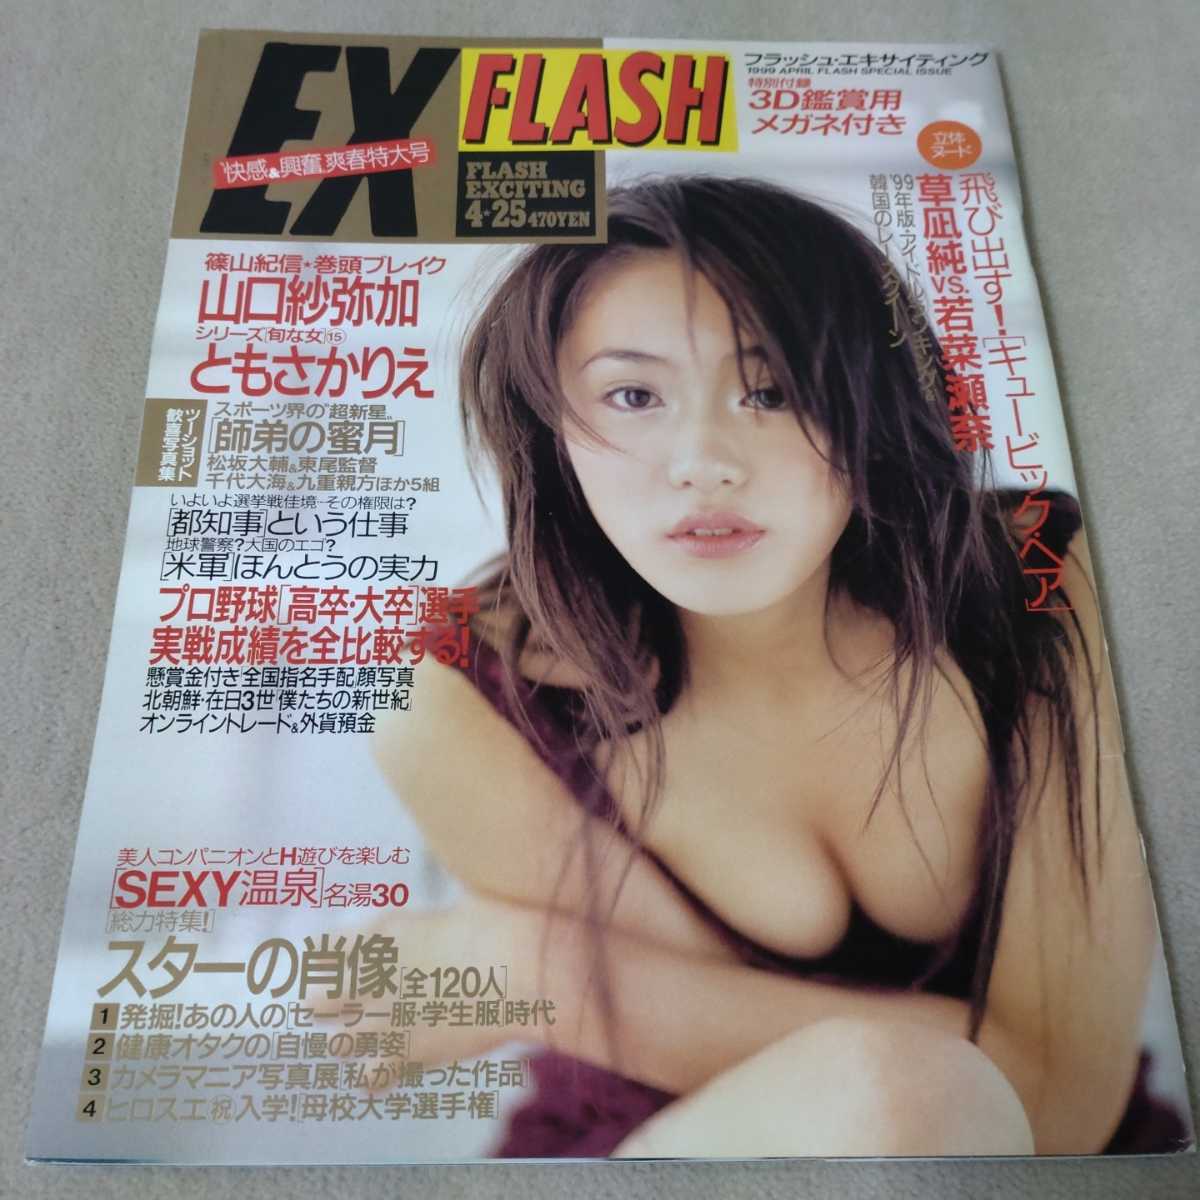 EX
FLASH
快感&興奮 爽春特大号
FLASH
EXCITING
4★25 470YEN
フラッシュ・エキサイティング
1999 APRIL FLASH SPECIAL ISSUE
特別付録
3D鑑賞用
メガネ付き
立体
ヌード
飛び出す![キュービック・ヘア]
草凪純vs.若菜瀬奈
'99年版・アイドルランキング&
韓国のレースクイーン
篠山紀信★巻頭ブレイク
山口紗弥加
シリーズ[旬な女]⑮
ともさかりえ
ツーショット
歓喜写真集
スポーツ界の"超新星"
[師弟の蜜月]
松坂大輔&東尾監督
千代大海&九重親方ほか5組
いよいよ選挙戦佳境…その権限は?
[都知事]という仕事
地球警察?大国のエゴ?
[米軍]ほんとうの実力
プロ野球[高卒・大卒]選手
実戦成績を全比較する!
懸賞金付き[全国指名手配]顔写真
北朝鮮・在日3世「僕たちの新世紀」
オンライントレード&外貨預金
美人コンパニオンとH遊びを楽しむ
[SEXY温泉]名湯30
[総力特集!]
スターの肖像[全120人]
1 発掘!あの人の[セーラー服・学生服]時代
2 健康オタクの[自慢の勇姿]
3 カメラマニア写真展[私が撮った作品]
4 ヒロスエ㊗入学![母校大学選手権]